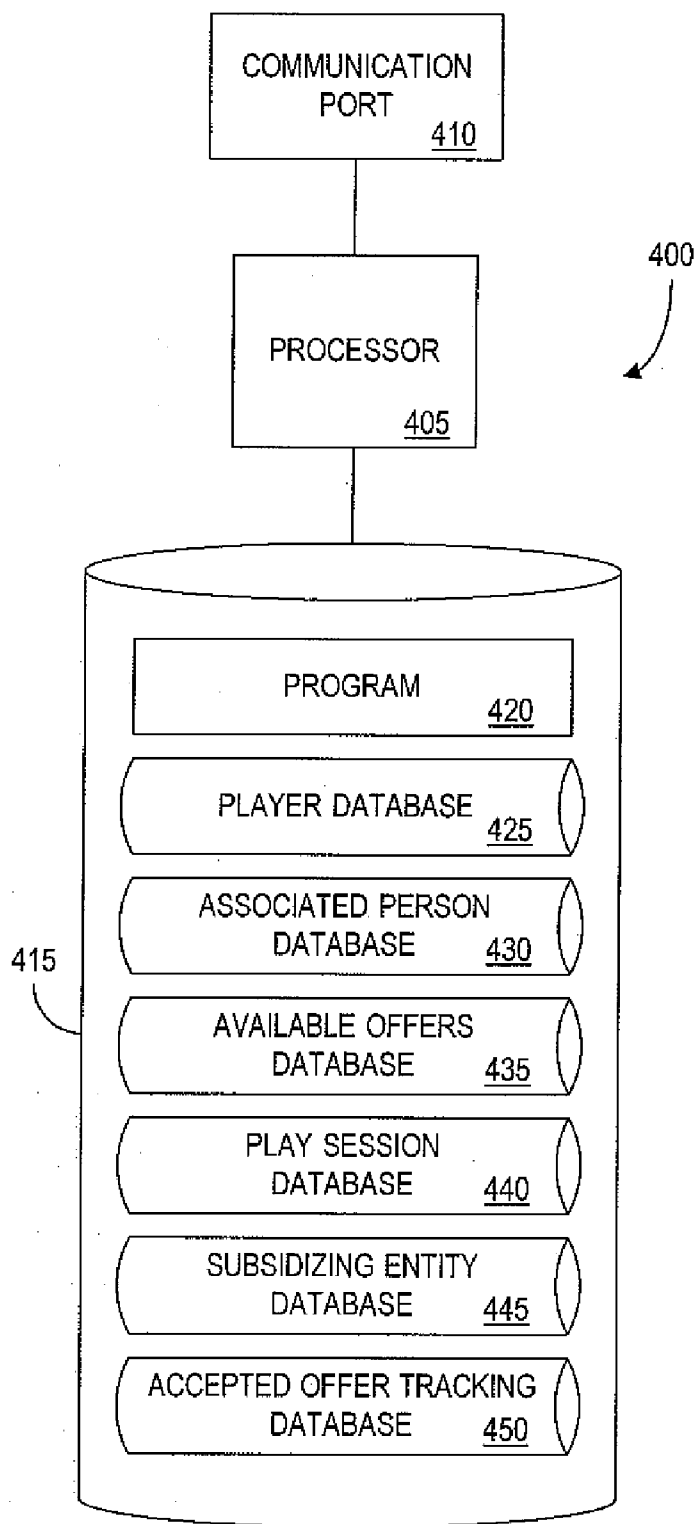 COMMUNICATION
PORT
410
400
PROCESSOR
405
PROGRAM
420
PLAYER DATABASE
425
ASSOCIATED PERSON
DATABASE
430
415
AVAILABLE OFFERS
DATABASE
435
PLAY SESSION
DATABASE
440
SUBSIDIZING ENTITY
DATABASE
445
ACCEPTED OFFER TRACKING
DATABASE
450